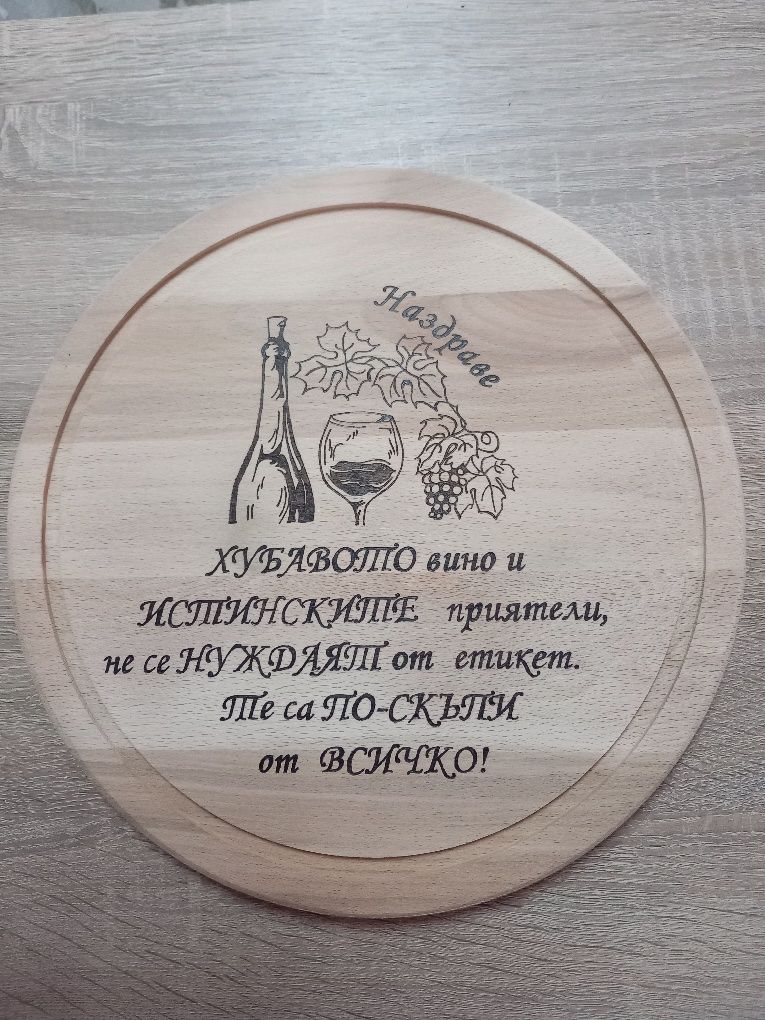 Наздраве
ХУБАВОТО вино и
ИСТИНСКИТЕ приятели,
не се НУЖДАЯТ от етикет.
Те са ПО-СКЪПИ
от ВСИЧКО!